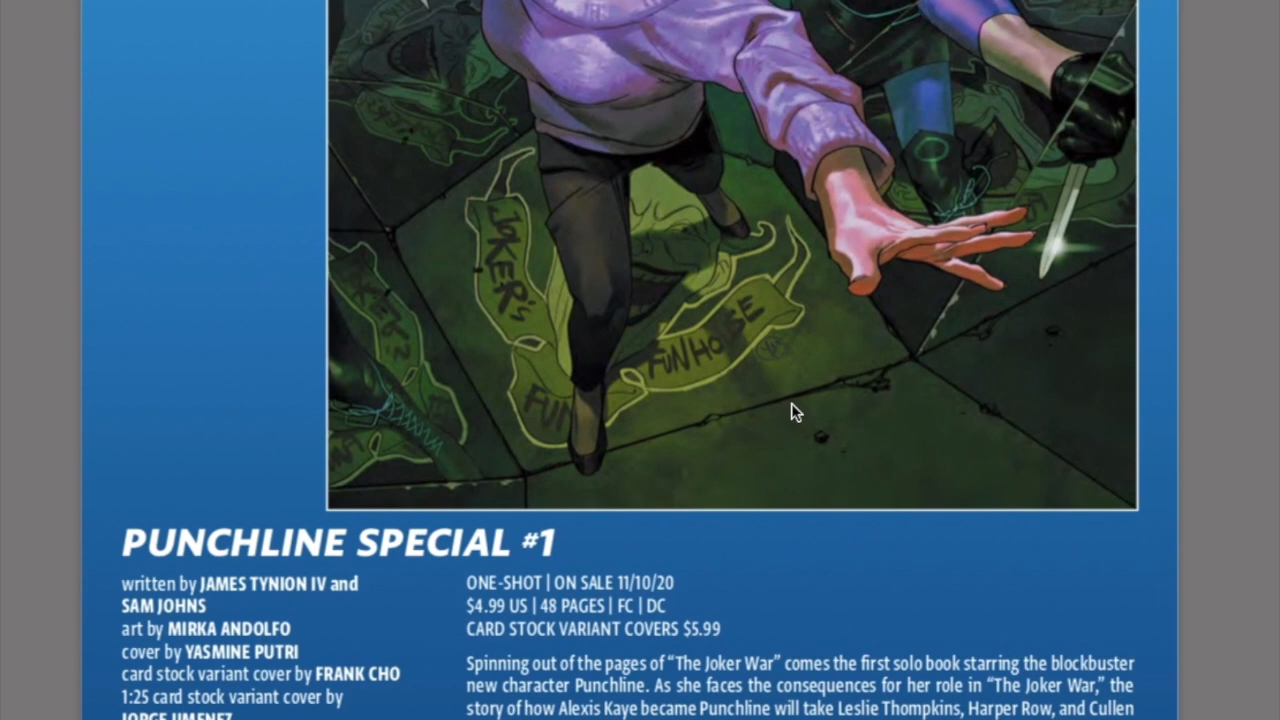 JOKER'S
FUNHOUSE
FUN
PUNCHLINE SPECIAL #1
written by JAMES TYNION IV and
SAM JOHNS
art by MIRKA ANDOLFO
cover by YASMINE PUTRI
card stock variant cover by FRANK CHO
1:25 card stock variant cover by
JORGE JIMENEZ
ONE-SHOT | ON SALE 11/10/20
$4.99 US | 48 PAGES | FC | DC
CARD STOCK VARIANT COVERS $5.99
Spinning out of the pages of “The Joker War” comes the first solo book starring the blockbuster
new character Punchline. As she faces the consequences for her role in “The Joker War,” the
story of how Alexis Kaye became Punchline will take Leslie Thompkins, Harper Row, and Cullen